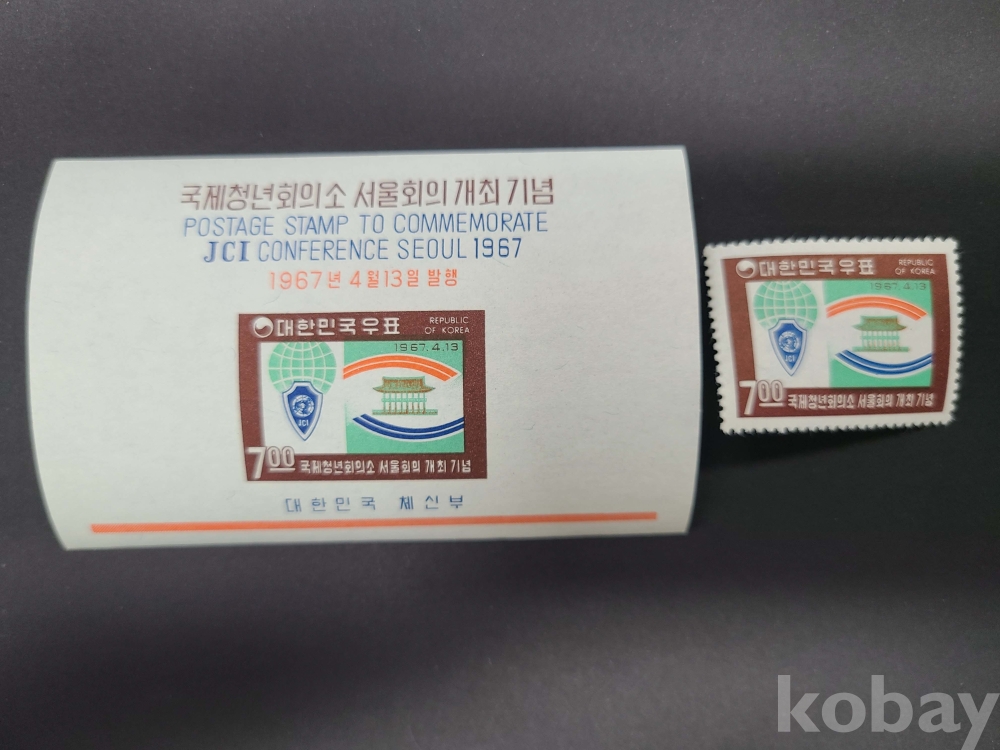 국제청년회의소 서울회의 개최 기념
POSTAGE STAMP TO COMMEMORATE
JCI CONFERENCE SEOUL 1967
1967년 4월13일 발행
대한민국우표
REPUBLIC
OF KOREA
1967.4.13
JCI
7.00 국제청년회의소 서울회의 개최 기념
대한민국 체신부
대한민국우표
REPUBLIC
OF KOREA
1967.4.13
JCI
7.00 국제청년회의소 서울회의 개최 기념
kobay